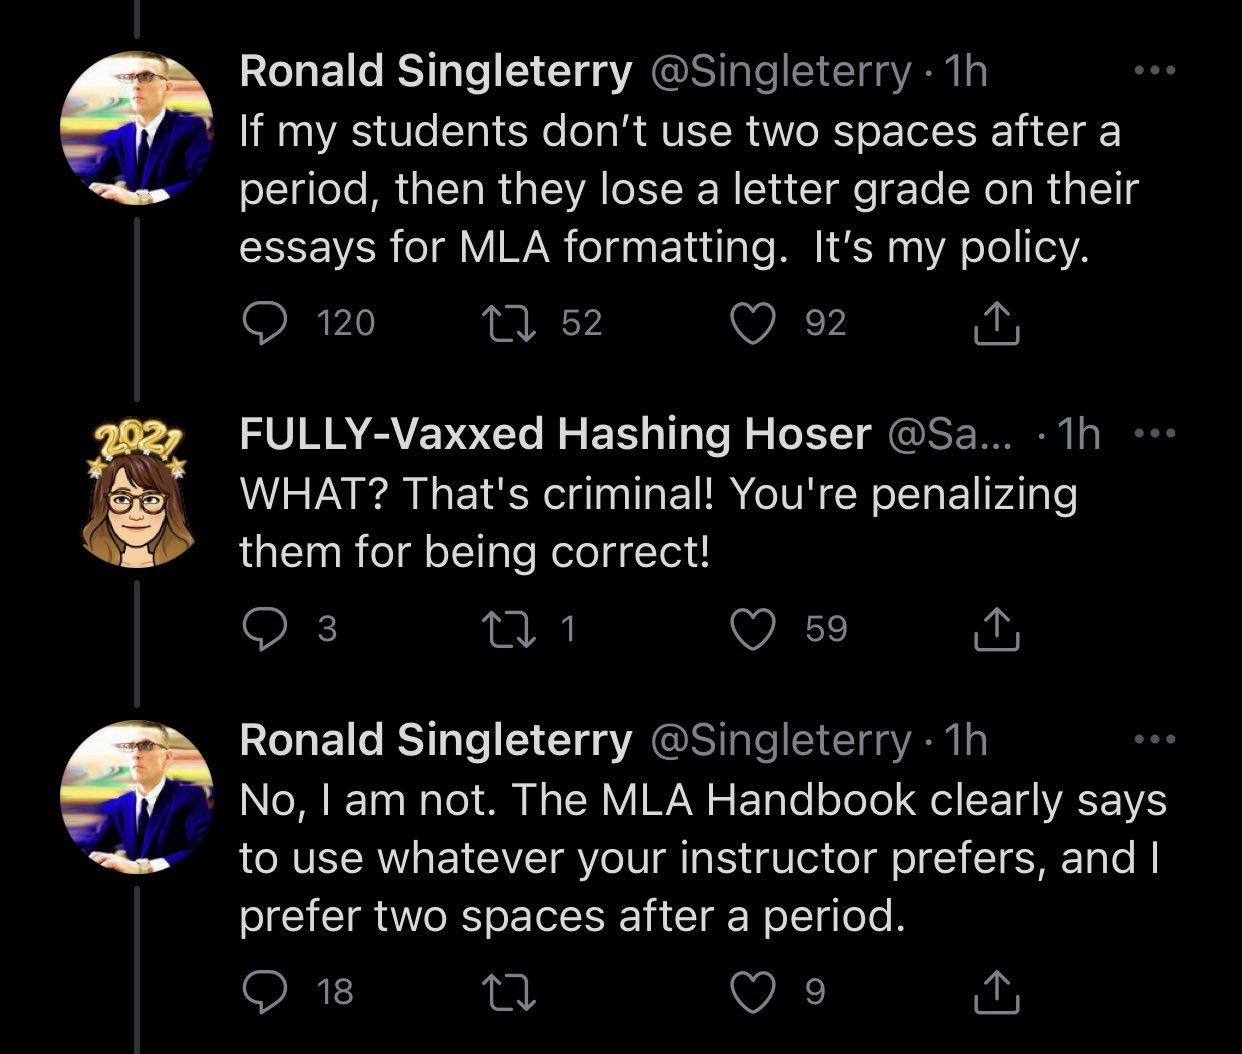 Ronald Singleterry @Singleterry · 1h
If my students don’t use two spaces after a
period, then they lose a letter grade on their
essays for MLA formatting.  It’s my policy.
120 52 92
2021
FULLY-Vaxxed Hashing Hoser @Sa... · 1h
WHAT? That's criminal! You're penalizing
them for being correct!
3 1 59
Ronald Singleterry @Singleterry · 1h
No, I am not. The MLA Handbook clearly says
to use whatever your instructor prefers, and I
prefer two spaces after a period.
18 9